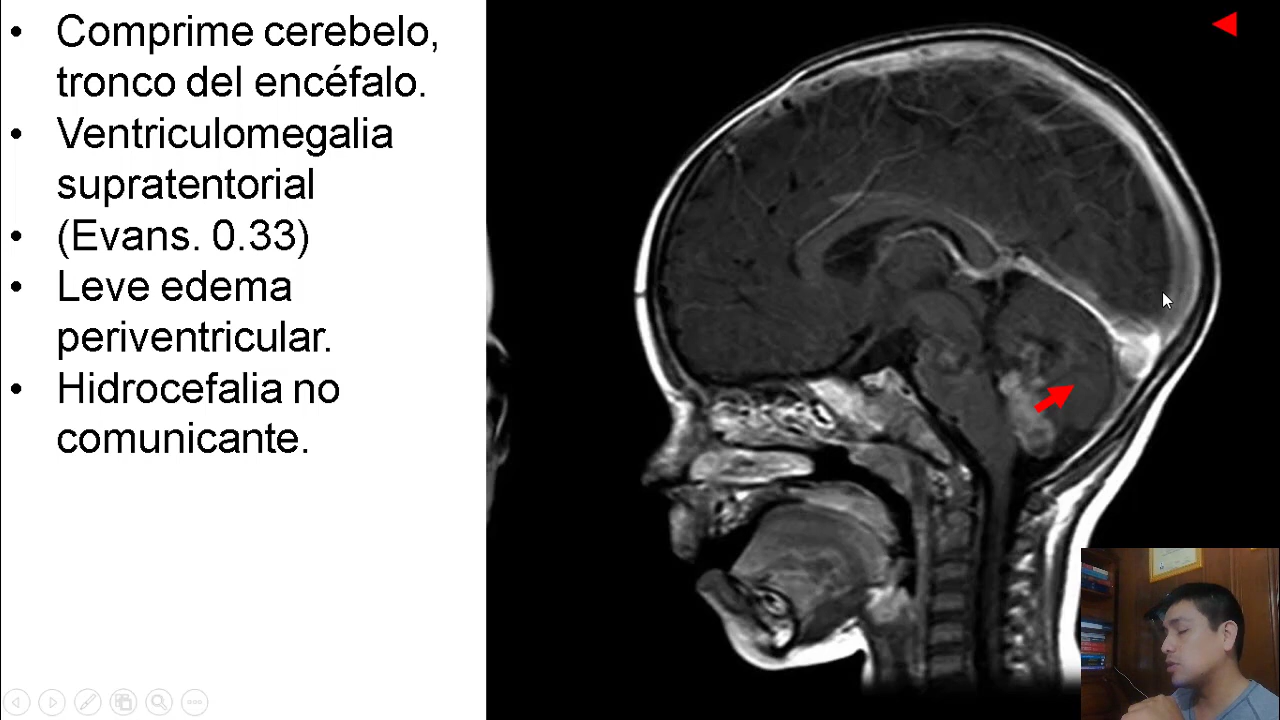 • Comprime cerebelo,
tronco del encéfalo.
• Ventriculomegalia
supratentorial
• (Evans. 0.33)
• Leve edema
periventricular.
• Hidrocefalia no
comunicante.